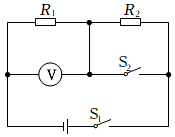 R₁ R₂
V S₂
S₁